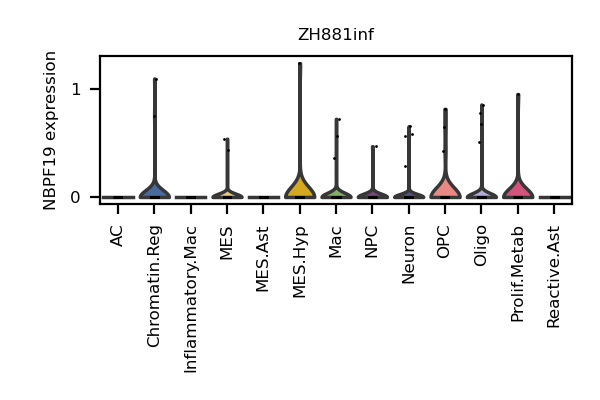 ZH881inf
NBPF19 expression
1
0
AC
Chromatin.Reg
Inflammatory.Mac
MES
MES.Ast
MES.Hyp
Mac
NPC
Neuron
OPC
Oligo
Prolif.Metab
Reactive.Ast